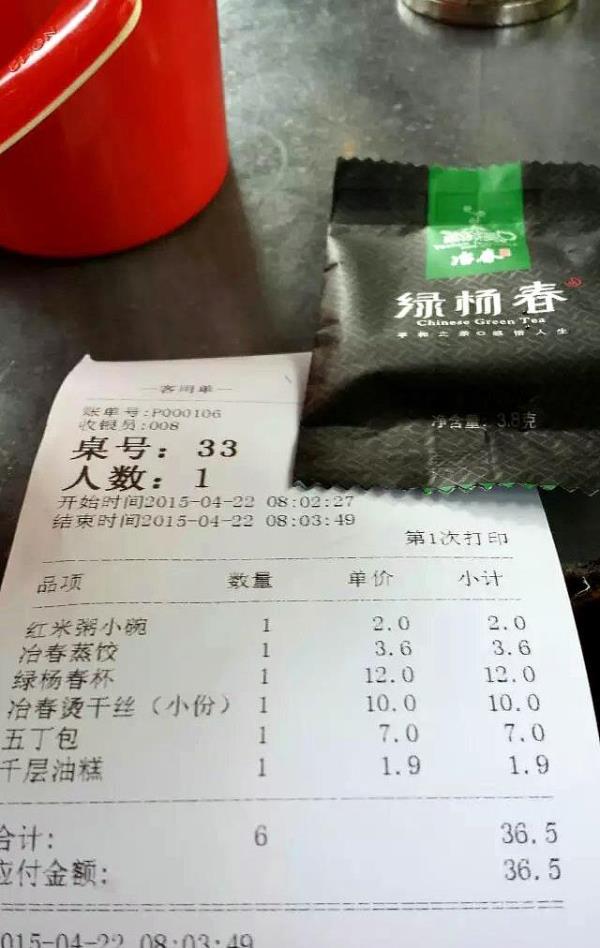 绿杨春
Chinese Green Tea
净含量: 3.8克
—客用单—
账单号:P000106
收银员:008
桌号: 33
人数: 1
开始时间2015-04-22 08:02:27
结束时间2015-04-22 08:03:49
第1次打印
品项 数量 单价 小计
红米粥小碗 1 2.0 2.0
冶春蒸饺 1 3.6 3.6
绿杨春杯 1 12.0 12.0
冶春烫干丝（小份） 1 10.0 10.0
五丁包 1 7.0 7.0
千层油糕 1 1.9 1.9
合计: 6 36.5
应付金额: 36.5
2015-04-22 08:03:49